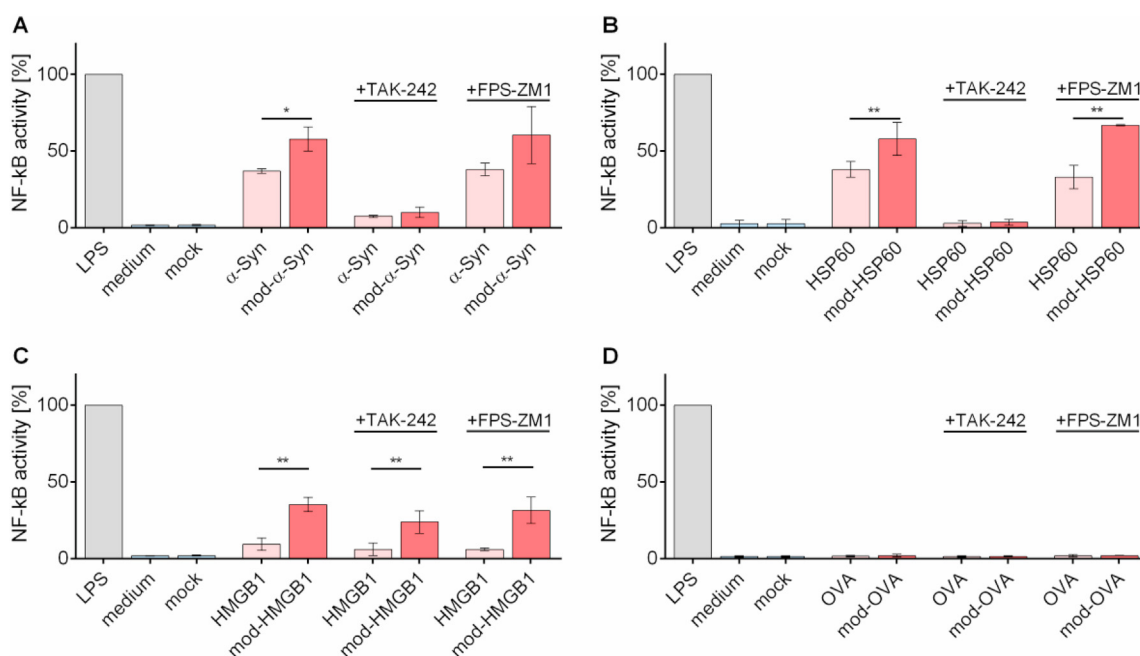 A
NF-kB activity [%]
100
50
0
+TAK-242
+FPS-ZM1
*
LPS
medium
mock
α-Syn
mod-α-Syn
α-Syn
mod-α-Syn
α-Syn
mod-α-Syn
B
NF-kB activity [%]
100
50
0
+TAK-242
+FPS-ZM1
**
**
LPS
medium
mock
HSP60
mod-HSP60
HSP60
mod-HSP60
HSP60
mod-HSP60
C
NF-kB activity [%]
100
50
0
+TAK-242
+FPS-ZM1
**
**
**
LPS
medium
mock
HMGB1
mod-HMGB1
HMGB1
mod-HMGB1
HMGB1
mod-HMGB1
D
NF-kB activity [%]
100
50
0
+TAK-242
+FPS-ZM1
LPS
medium
mock
OVA
mod-OVA
OVA
mod-OVA
OVA
mod-OVA